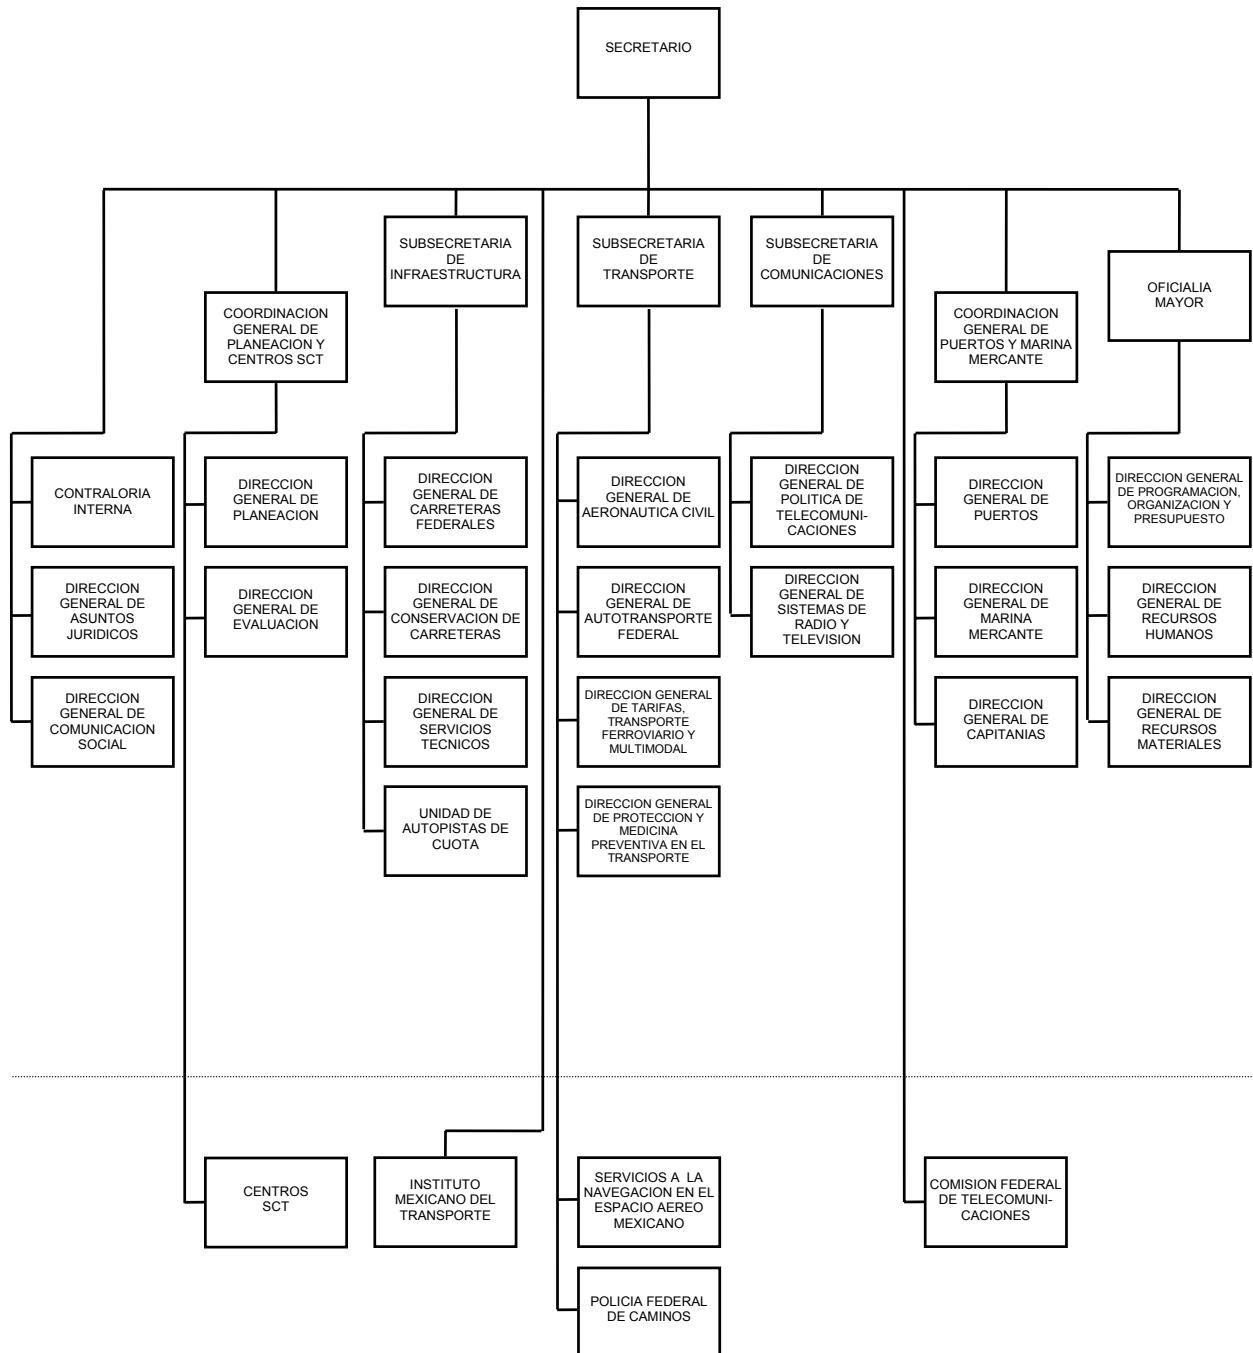 SECRETARIO
SUBSECRETARIA
DE
INFRAESTRUCTURA
SUBSECRETARIA
DE
TRANSPORTE
SUBSECRETARIA
DE
COMUNICACIONES
OFICIALIA
MAYOR
COORDINACION
GENERAL DE
PLANEACION Y
CENTROS SCT
COORDINACION
GENERAL DE
PUERTOS Y MARINA
MERCANTE
CONTRALORIA
INTERNA
DIRECCION
GENERAL DE
PLANEACION
DIRECCION
GENERAL DE
CARRETERAS
FEDERALES
DIRECCION
GENERAL DE
AERONAUTICA CIVIL
DIRECCION
GENERAL DE
POLITICA DE
TELECOMUNI-
CACIONES
DIRECCION
GENERAL DE
PUERTOS
DIRECCION GENERAL
DE PROGRAMACION,
ORGANIZACION Y
PRESUPUESTO
DIRECCION
GENERAL DE
ASUNTOS
JURIDICOS
DIRECCION
GENERAL DE
EVALUACION
DIRECCION
GENERAL DE
CONSERVACION DE
CARRETERAS
DIRECCION
GENERAL DE
AUTOTRANSPORTE
FEDERAL
DIRECCION
GENERAL DE
SISTEMAS DE
RADIO Y
TELEVISION
DIRECCION
GENERAL DE
MARINA
MERCANTE
DIRECCION
GENERAL DE
RECURSOS
HUMANOS
DIRECCION
GENERAL DE
COMUNICACION
SOCIAL
DIRECCION
GENERAL DE
SERVICIOS
TECNICOS
DIRECCION GENERAL
DE TARIFAS,
TRANSPORTE
FERROVIARIO Y
MULTIMODAL
DIRECCION
GENERAL DE
CAPITANIAS
DIRECCION
GENERAL DE
RECURSOS
MATERIALES
UNIDAD DE
AUTOPISTAS DE
CUOTA
DIRECCION GENERAL
DE PROTECCION Y
MEDICINA
PREVENTIVA EN EL
TRANSPORTE
CENTROS
SCT
INSTITUTO
MEXICANO DEL
TRANSPORTE
SERVICIOS A LA
NAVEGACION EN EL
ESPACIO AEREO
MEXICANO
COMISION FEDERAL
DE TELECOMUNI-
CACIONES
POLICIA FEDERAL
DE CAMINOS